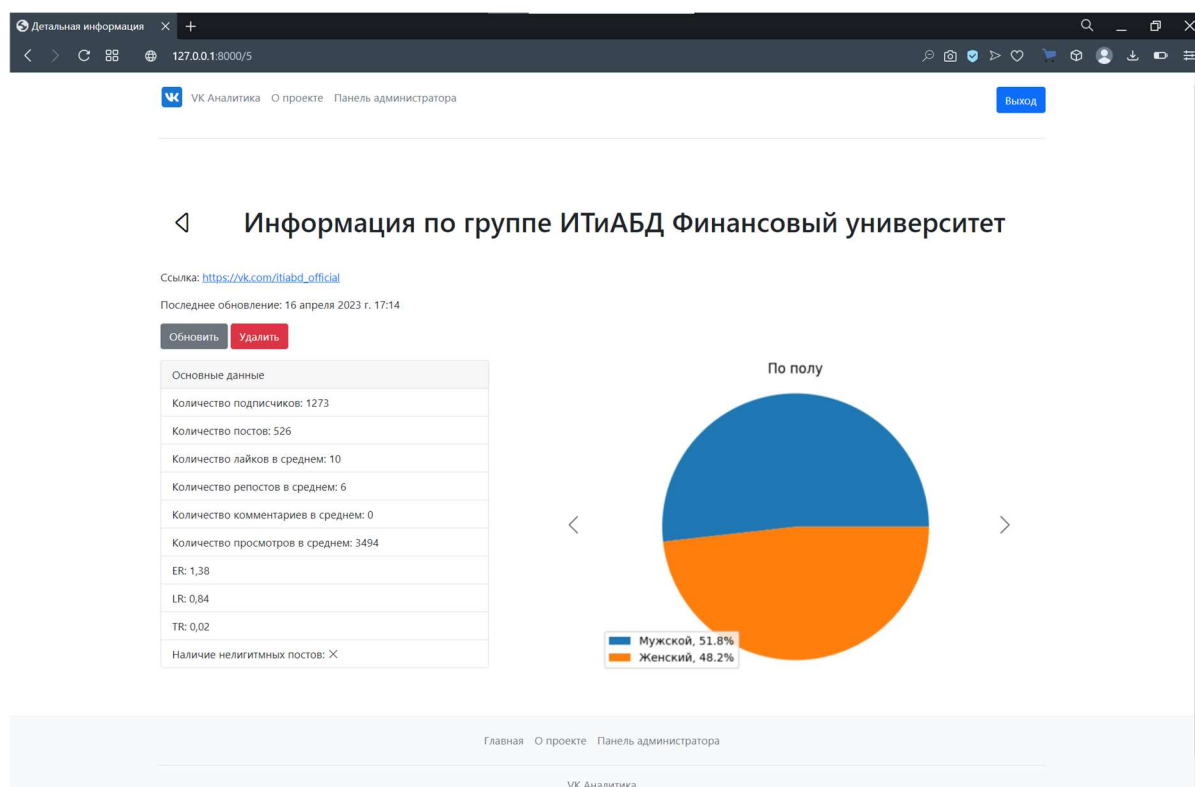 Детальная информация
127.0.0.1:8000/5
VK Аналитика О проекте Панель администратора
Выход
Информация по группе ИТиАБД Финансовый университет
Ссылка: https://vk.com/itiabd_official
Последнее обновление: 16 апреля 2023 г. 17:14
Обновить Удалить
Основные данные
Количество подписчиков: 1273
Количество постов: 526
Количество лайков в среднем: 10
Количество репостов в среднем: 6
Количество комментариев в среднем: 0
Количество просмотров в среднем: 3494
ER: 1,38
LR: 0,84
TR: 0,02
Наличие нелигитмных постов: ✕
По полу
Мужской, 51.8%
Женский, 48.2%
Главная О проекте Панель администратора
VK Аналитика